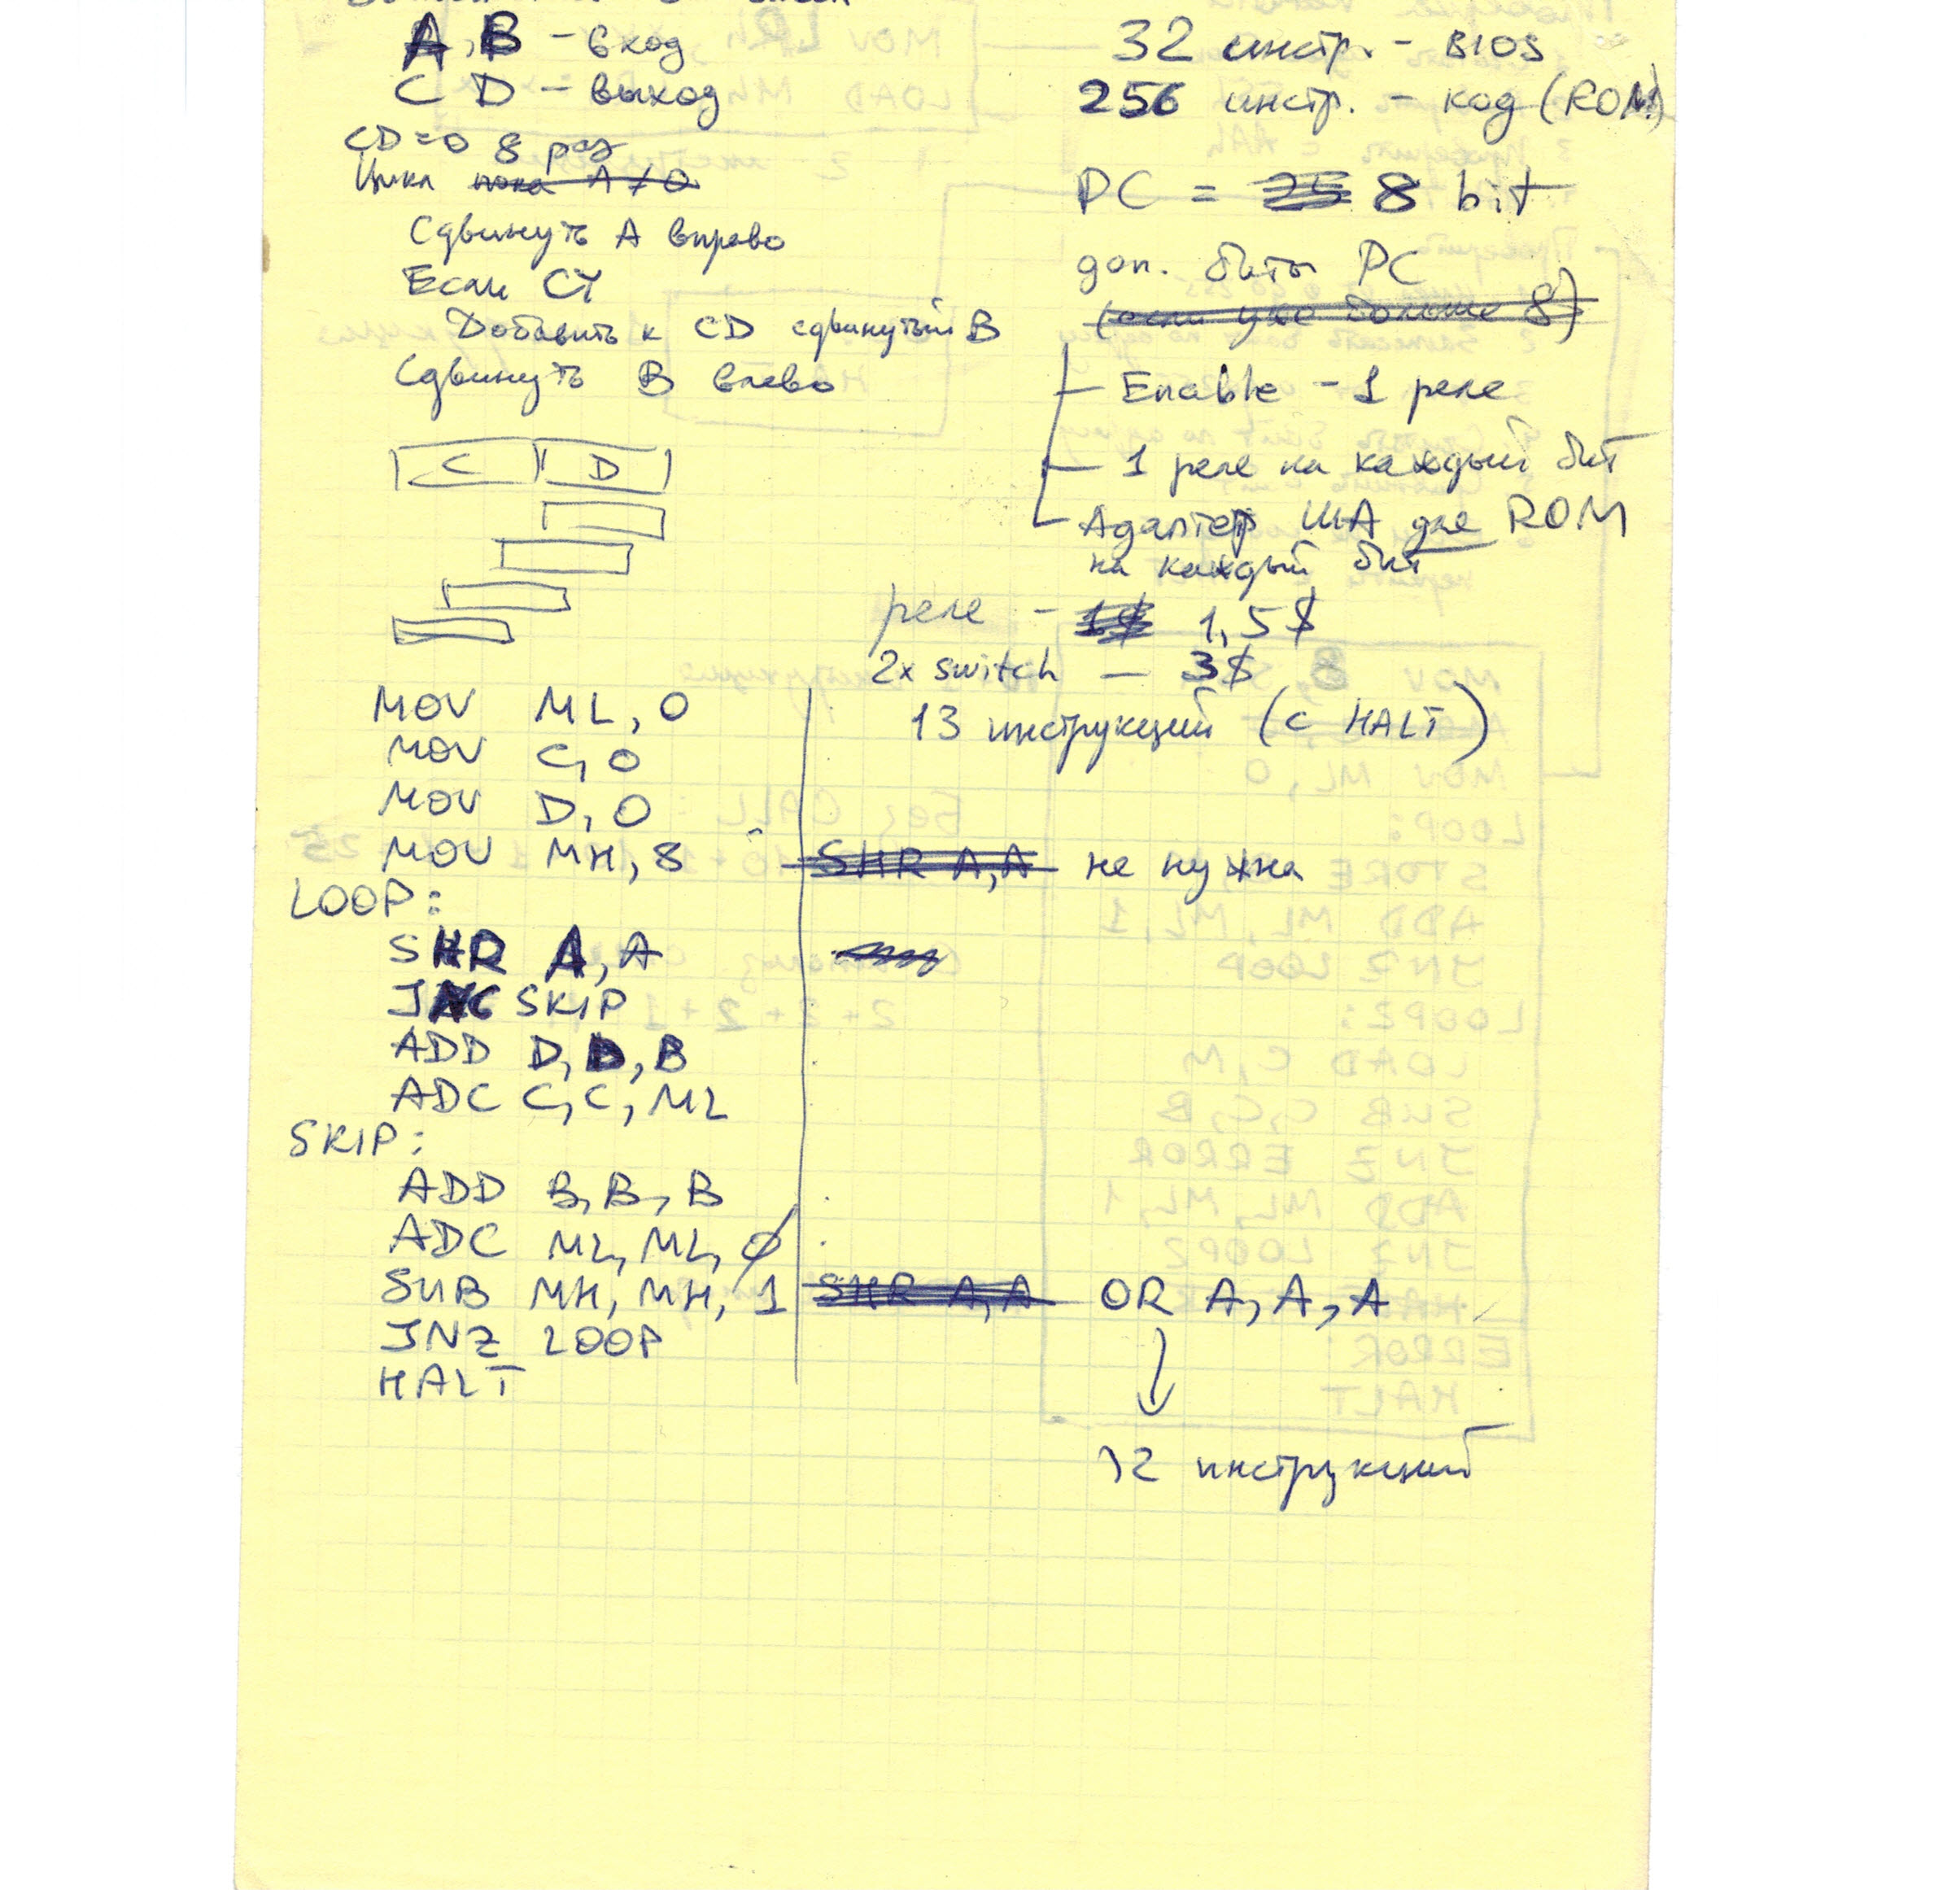 A, B – вход
C D – выход
CD=0 8 раз
Цикл пока A ≠ 0
Сдвинуть A вправо
Если CY
Добавить к CD сдвинутый B
Сдвинуть B влево
C D
32 инстр. – BIOS
256 инстр. – код (ROM)
PC = 25 8 bit
доп. биты PC
(если уже больше 8)
Enable – 1 реле
1 реле на каждый бит
Адаптер ША для ROM
на каждый бит
реле – 1$ 1,5$
2x switch — 3$
13 инструкций (с HALT)
MOV ML, 0
MOV C, 0
MOV D, 0
MOV MH, 8 SHR A,A не нужна
LOOP:
SHR A, A
JNC SKIP
ADD D, D, B
ADC C, C, ML
SKIP:
ADD B, B, B
ADC ML, ML, 0
SUB MH, MH, 1 SHR A,A OR A, A, A
JNZ LOOP
HALT
12 инструкций